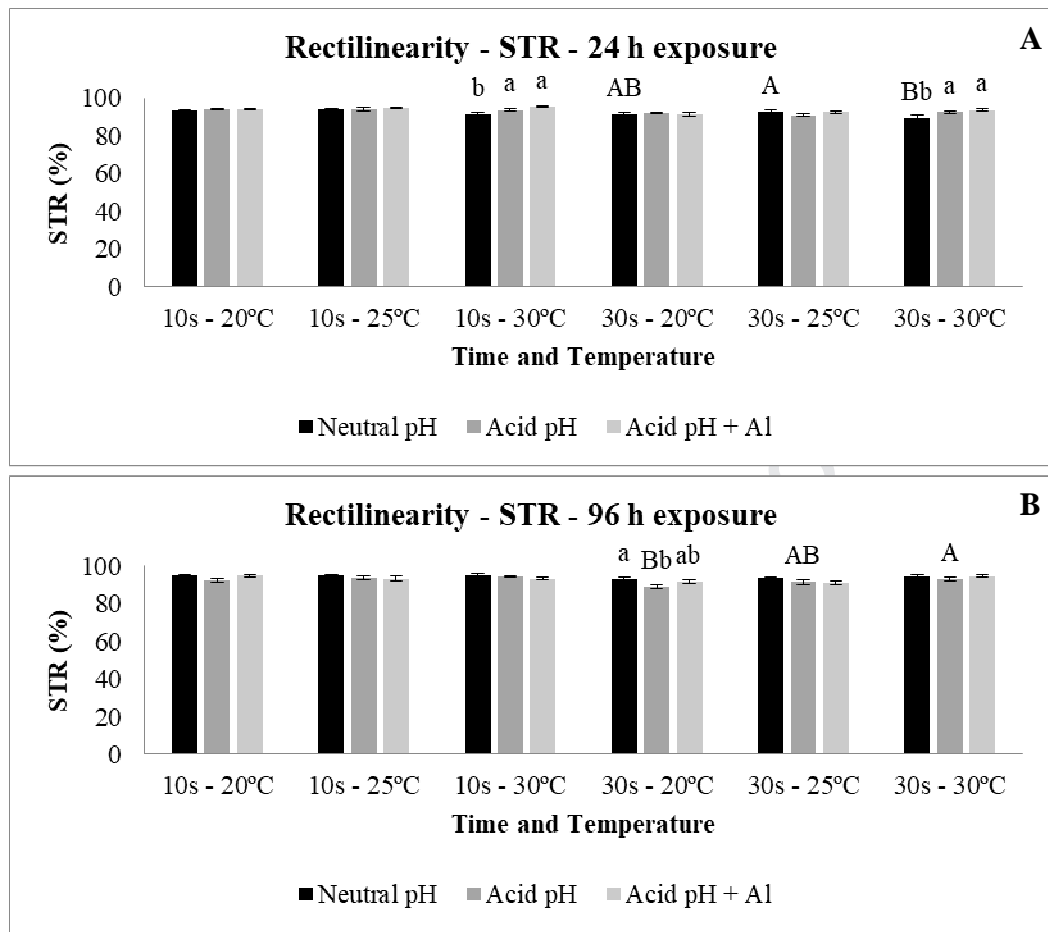 Rectilinearity - STR - 24 h exposure
A
b a a AB A Bb a a
100
80
60
40
20
0
STR (%)
10s - 20ºC 10s - 25ºC 10s - 30ºC 30s - 20ºC 30s - 25ºC 30s - 30ºC
Time and Temperature
Neutral pH Acid pH Acid pH + Al
Rectilinearity - STR - 96 h exposure
B
a Bb ab AB A
100
80
60
40
20
0
STR (%)
10s - 20ºC 10s - 25ºC 10s - 30ºC 30s - 20ºC 30s - 25ºC 30s - 30ºC
Time and Temperature
Neutral pH Acid pH Acid pH + Al